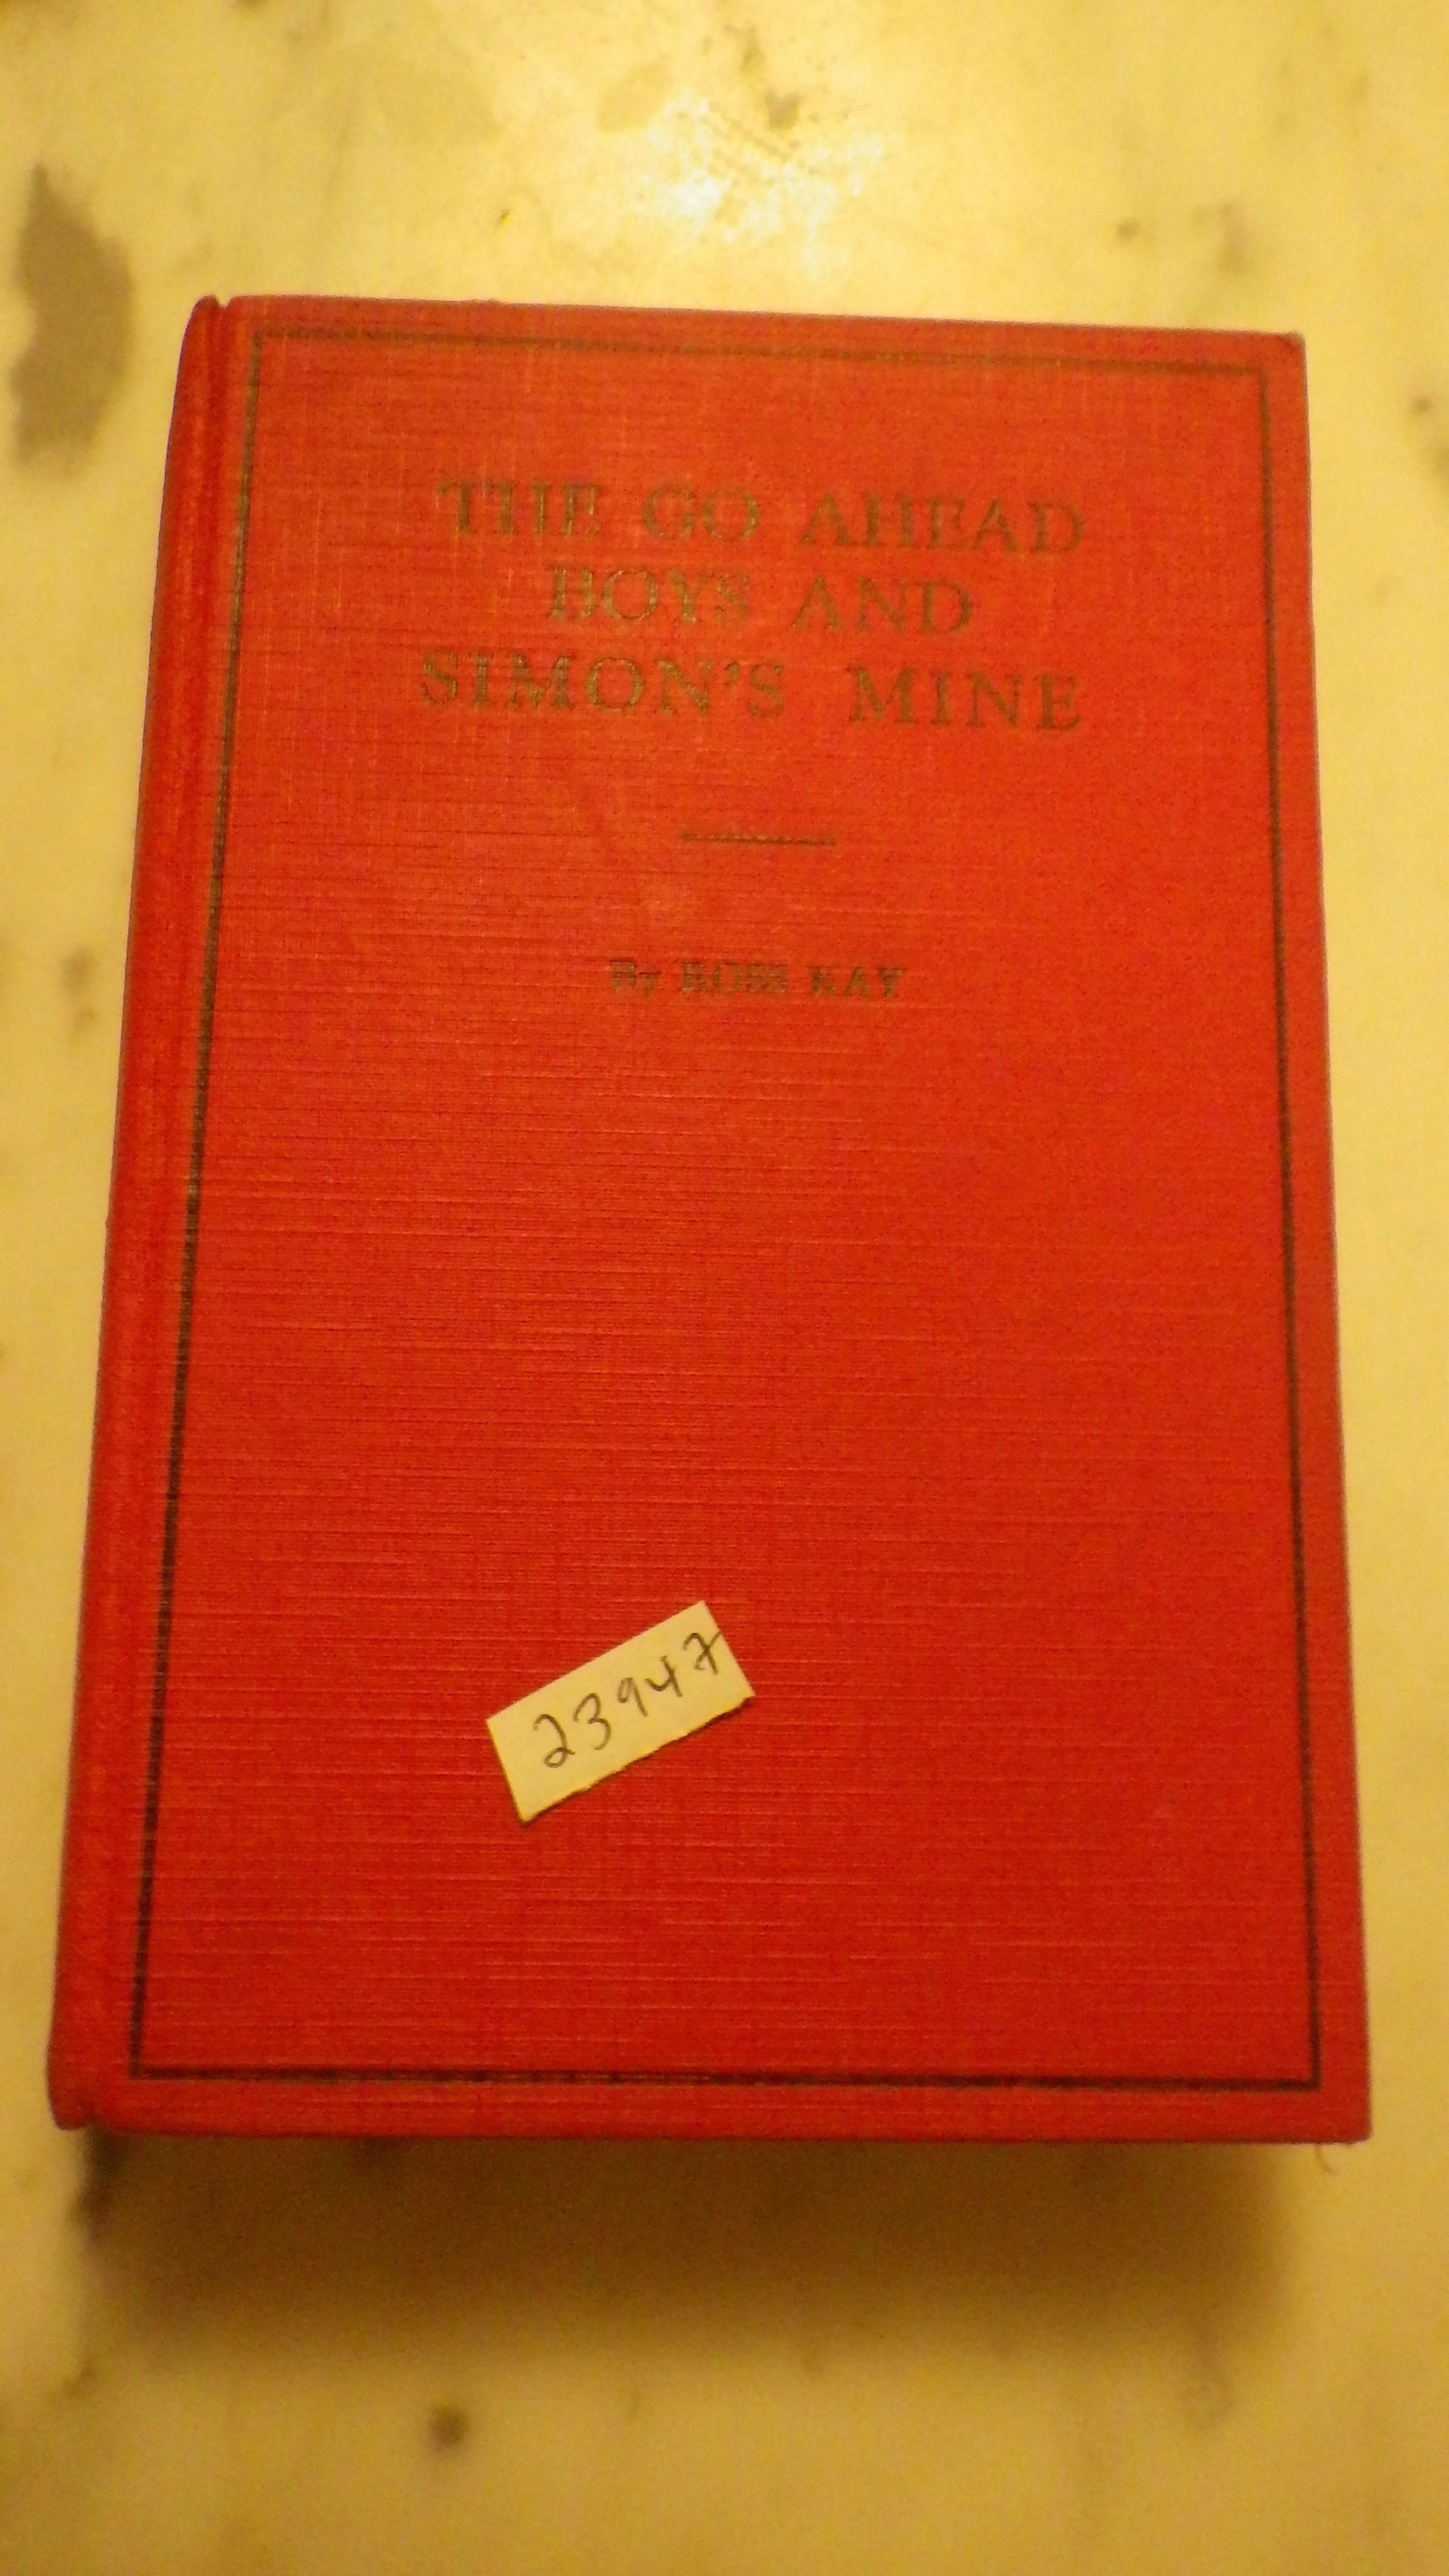 THE GO AHEAD
BOYS AND
SIMON'S MINE
By ROSS KAY
23947